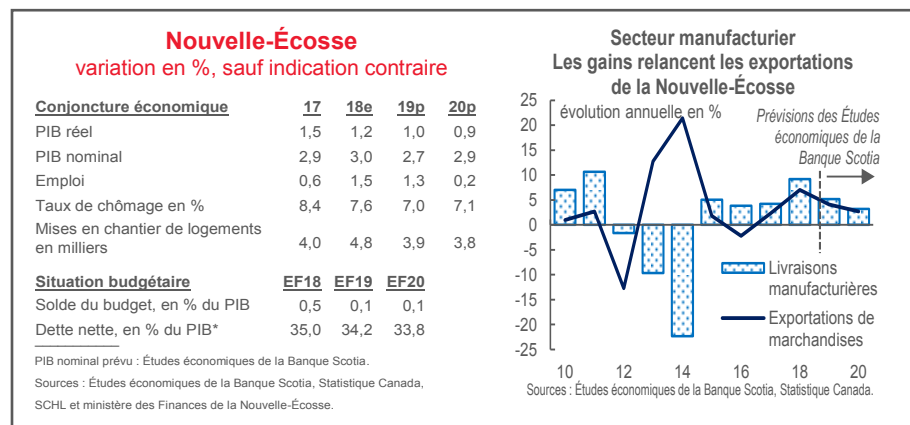 Nouvelle-Écosse
variation en %, sauf indication contraire
Conjoncture économique 17 18e 19p 20p
PIB réel 1,5 1,2 1,0 0,9
PIB nominal 2,9 3,0 2,7 2,9
Emploi 0,6 1,5 1,3 0,2
Taux de chômage en % 8,4 7,6 7,0 7,1
Mises en chantier de logements
en milliers 4,0 4,8 3,9 3,8
Situation budgétaire EF18 EF19 EF20
Solde du budget, en % du PIB 0,5 0,1 0,1
Dette nette, en % du PIB* 35,0 34,2 33,8
PIB nominal prévu : Études économiques de la Banque Scotia.
Sources : Études économiques de la Banque Scotia, Statistique Canada,
SCHL et ministère des Finances de la Nouvelle-Écosse.
Secteur manufacturier
Les gains relancent les exportations
de la Nouvelle-Écosse
évolution annuelle en %
Prévisions des Études
économiques de la
Banque Scotia
25
20
15
10
5
0
-5
-10
-15
-20
-25
Livraisons
manufacturières
Exportations de
marchandises
10 12 14 16 18 20
Sources : Études économiques de la Banque Scotia, Statistique Canada.